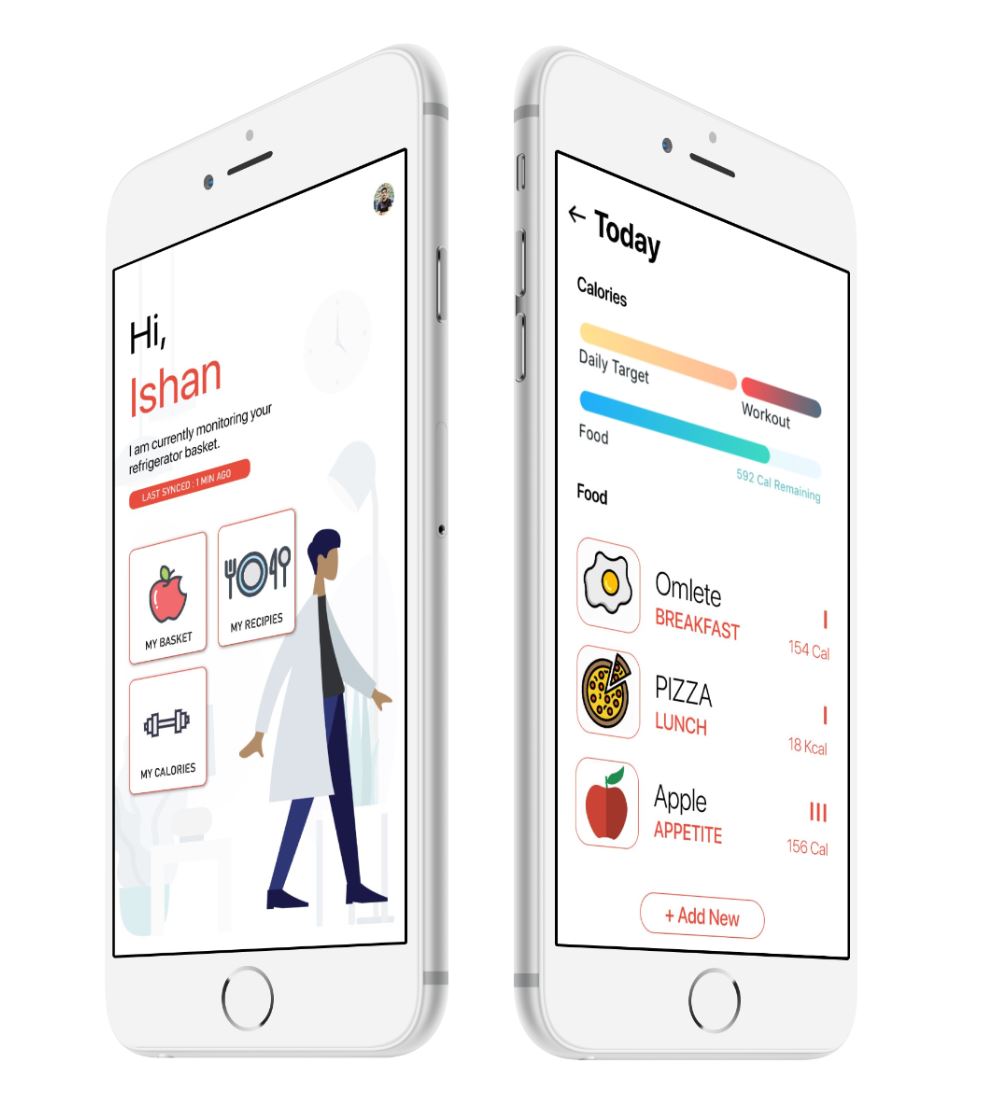 Hi,
Ishan
I am currently monitoring your
refrigerator basket.
LAST SYNCED : 1 MIN AGO
MY BASKET
MY RECIPIES
MY CALORIES
Today
Calories
Daily Target
Workout
Food
592 Cal Remaining
Food
Omlete
BREAKFAST
I
154 Cal
PIZZA
LUNCH
I
18 Kcal
Apple
APPETITE
III
156 Cal
+ Add New